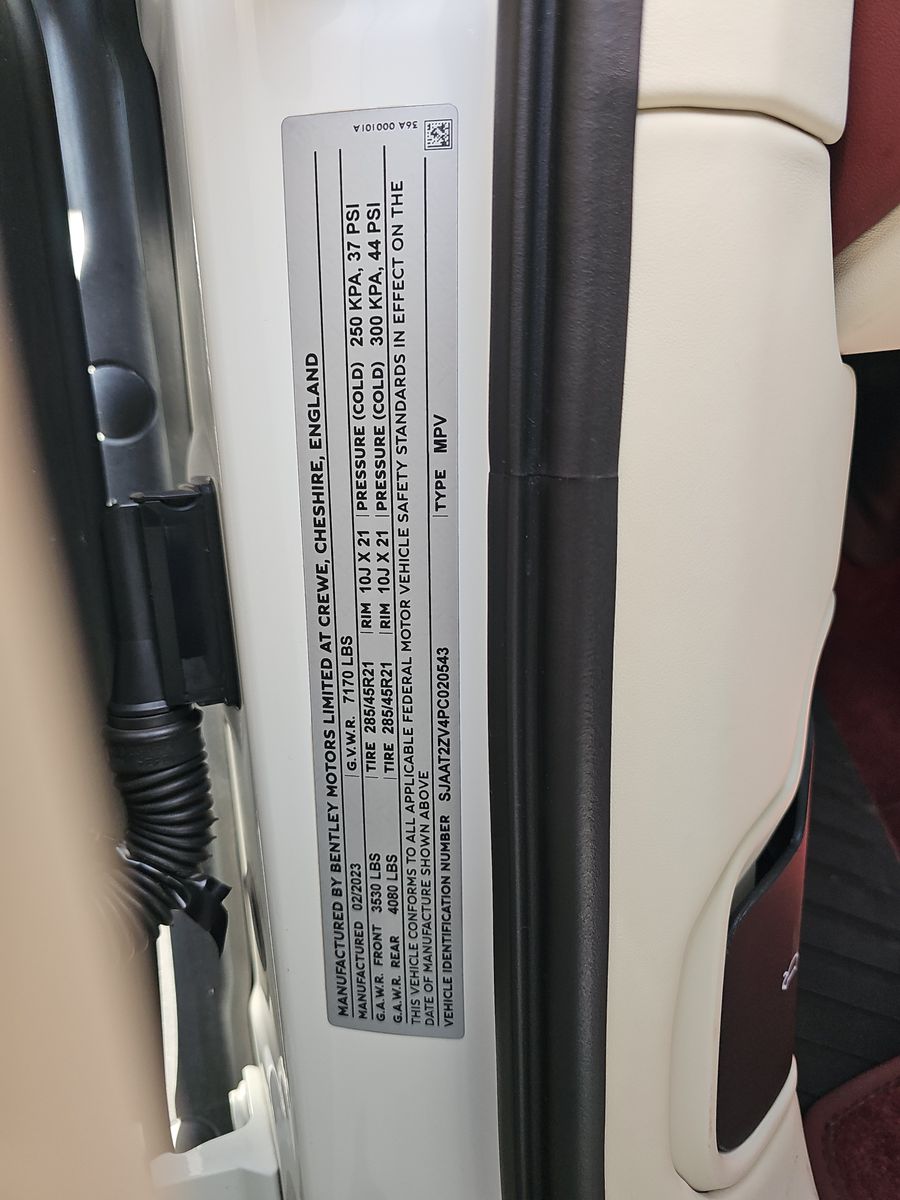 MANUFACTURED BY BENTLEY MOTORS LIMITED AT CREWE, CHESHIRE, ENGLAND
MANUFACTURED 02/2023 G.V.W.R. 7170 LBS
G.A.W.R. FRONT 3530 LBS TIRE 285/45R21 RIM 10J X 21 PRESSURE (COLD) 250 KPA, 37 PSI
G.A.W.R. REAR 4080 LBS TIRE 285/45R21 RIM 10J X 21 PRESSURE (COLD) 300 KPA, 44 PSI
THIS VEHICLE CONFORMS TO ALL APPLICABLE FEDERAL MOTOR VEHICLE SAFETY STANDARDS IN EFFECT ON THE
DATE OF MANUFACTURE SHOWN ABOVE
VEHICLE IDENTIFICATION NUMBER SJAAT2ZV4PC020543 TYPE MPV
36A 000101A